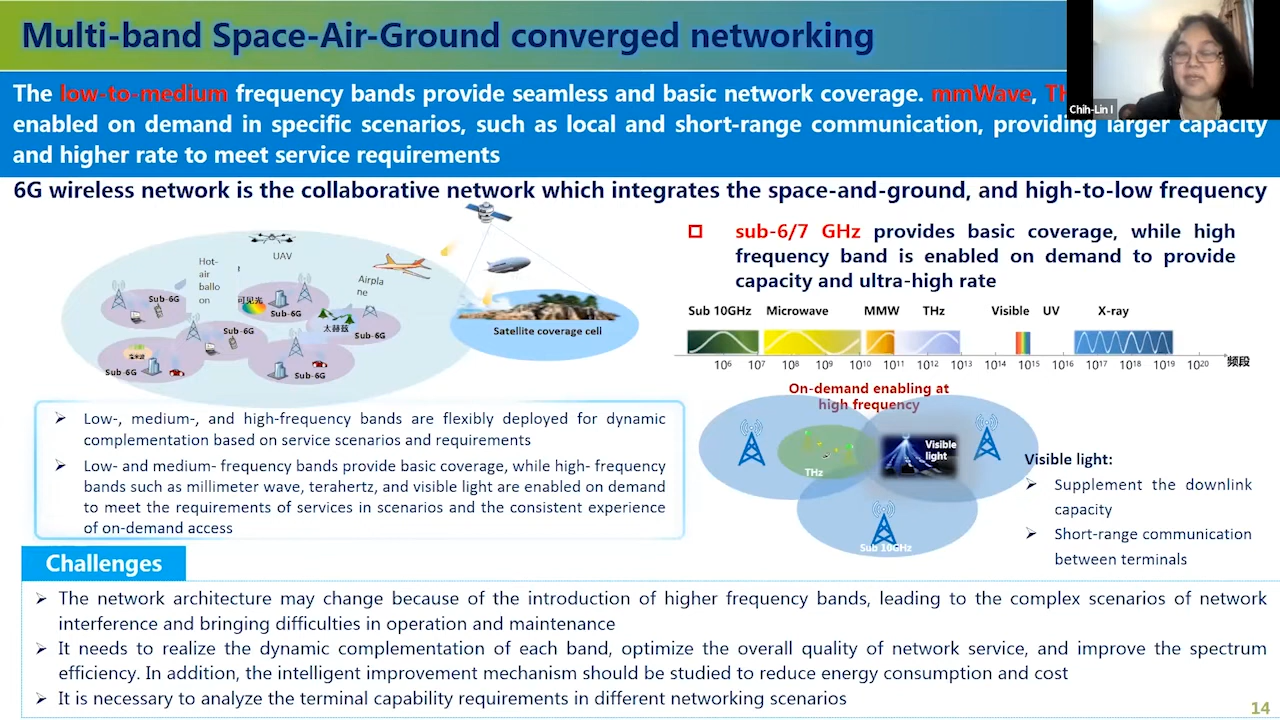 Multi-band Space-Air-Ground converged networking
Chih-Lin I
The low-to-medium frequency bands provide seamless and basic network coverage. mmWave,
enabled on demand in specific scenarios, such as local and short-range communication, providing larger capacity
and higher rate to meet service requirements
6G wireless network is the collaborative network which integrates the space-and-ground, and high-to-low frequency
UAV
Hot-
air
ballo
on
Airpla
ne
Sub-6G
可见光
Sub-6G
太赫兹
Sub-6G
Sub-6G
毫米波
Sub-6G
Sub-6G
Satellite coverage cell
sub-6/7 GHz provides basic coverage, while high
frequency band is enabled on demand to provide
capacity and ultra-high rate
Sub 10GHz Microwave MMW THz Visible UV X-ray
10⁶ 10⁷ 10⁸ 10⁹ 10¹⁰ 10¹¹ 10¹² 10¹³ 10¹⁴ 10¹⁵ 10¹⁶ 10¹⁷ 10¹⁸ 10¹⁹ 10²⁰ 频段
On-demand enabling at
high frequency
THz
Visible
light
Sub 10GHz
Visible light:
➢ Supplement the downlink
capacity
➢ Short-range communication
between terminals
➢ Low-, medium-, and high-frequency bands are flexibly deployed for dynamic
complementation based on service scenarios and requirements
➢ Low- and medium- frequency bands provide basic coverage, while high- frequency
bands such as millimeter wave, terahertz, and visible light are enabled on demand
to meet the requirements of services in scenarios and the consistent experience
of on-demand access
Challenges
➢ The network architecture may change because of the introduction of higher frequency bands, leading to the complex scenarios of network
interference and bringing difficulties in operation and maintenance
➢ It needs to realize the dynamic complementation of each band, optimize the overall quality of network service, and improve the spectrum
efficiency. In addition, the intelligent improvement mechanism should be studied to reduce energy consumption and cost
➢ It is necessary to analyze the terminal capability requirements in different networking scenarios
14